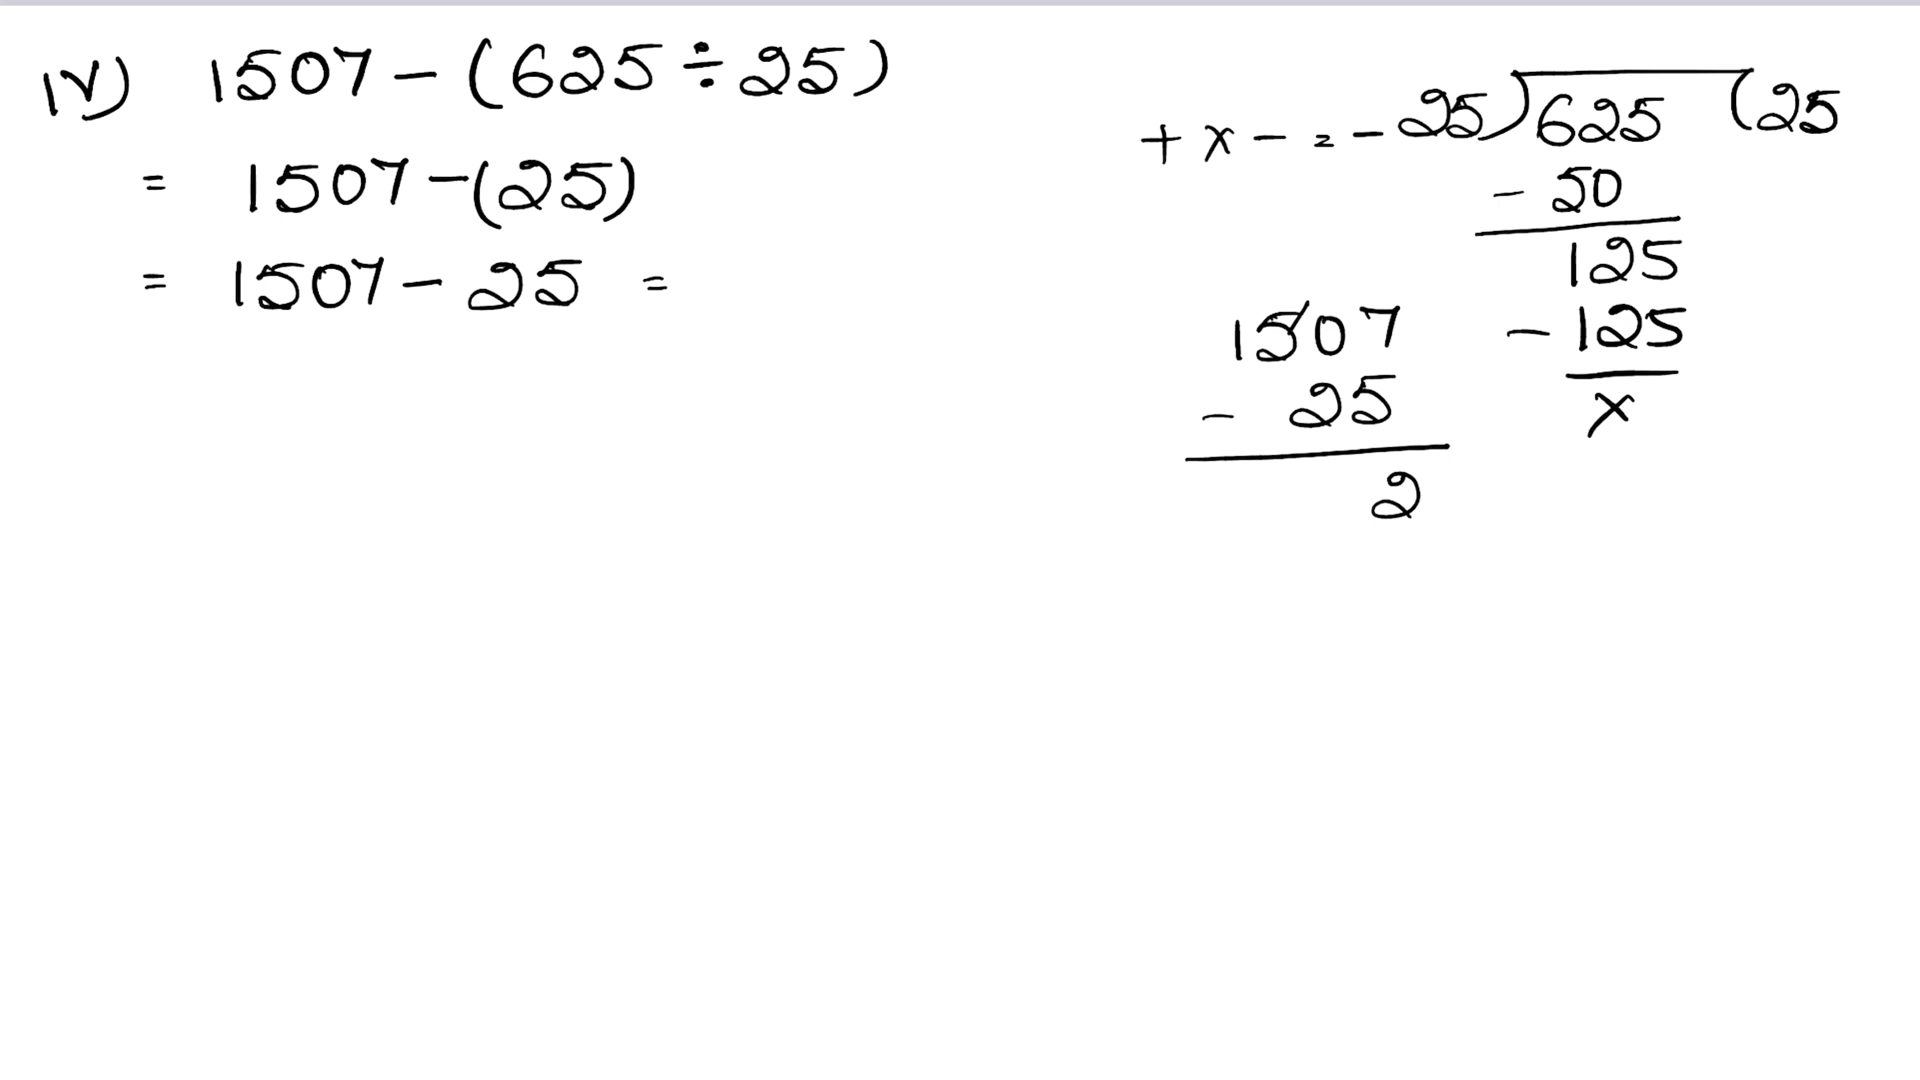 IV) 1507 - (625 ÷ 25)
= 1507 - (25)
= 1507 - 25 =
+ x - = - 25)625(25
- 50
125
- 125
x
1507
- 25
2